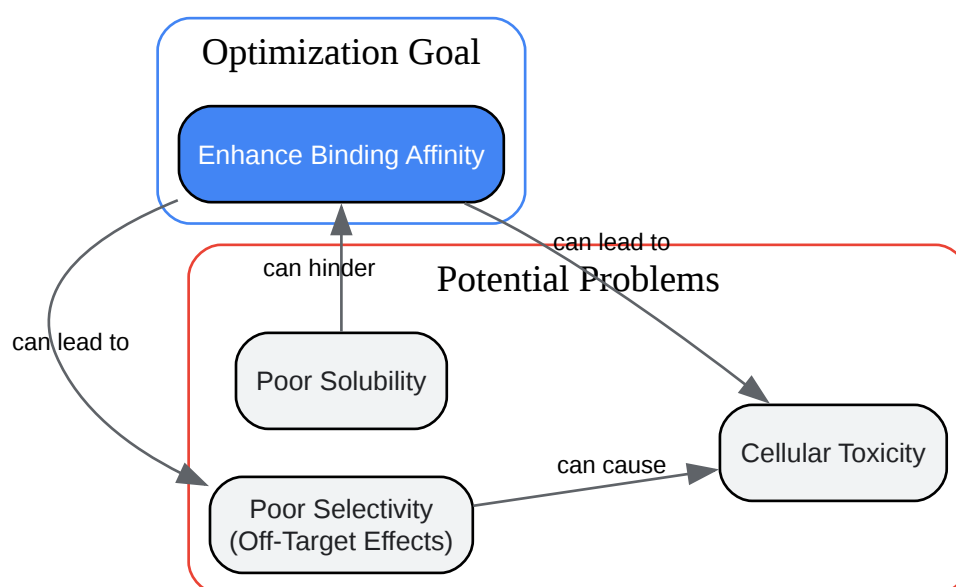 Optimization Goal
Enhance Binding Affinity
can lead to
can hinder
Potential Problems
can lead to
Poor Solubility
Cellular Toxicity
can cause
Poor Selectivity
(Off-Target Effects)